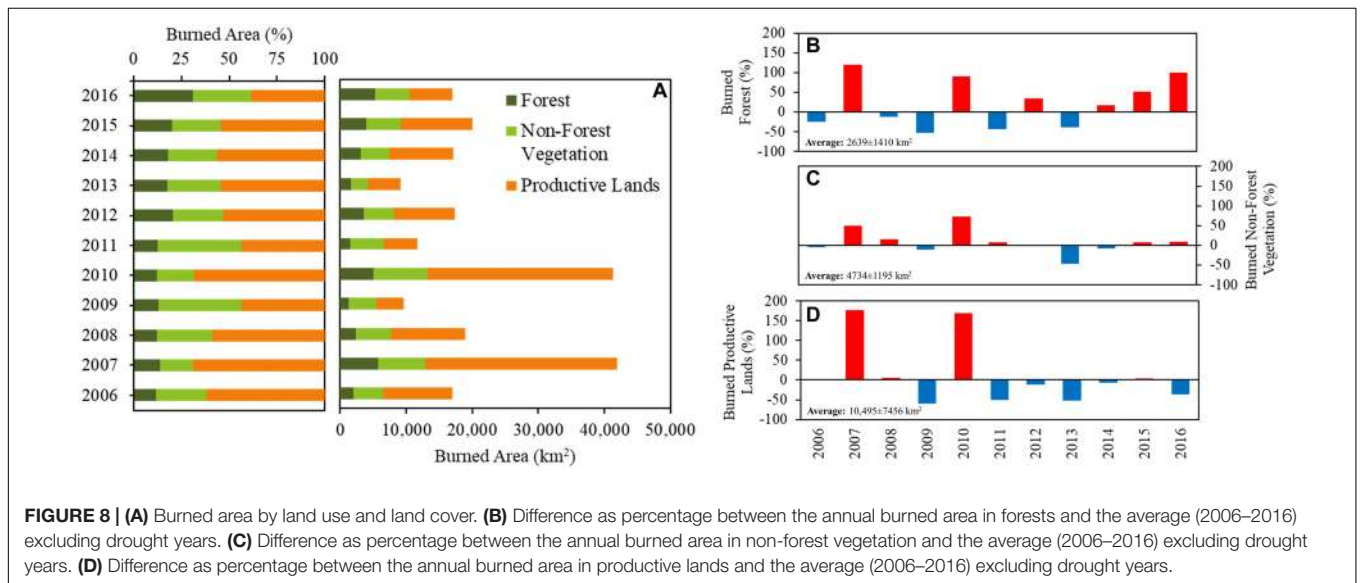 Burned Area (%)
0 25 50 75 100
2016
2015
2014
2013
2012
2011
2010
2009
2008
2007
2006
A
Forest
Non-Forest
Vegetation
Productive Lands
0 10,000 20,000 30,000 40,000 50,000
Burned Area (km²)
B
Burned
Forest (%)
200
150
100
50
0
-50
-100
Average: 2639±1410 km²
C
Burned Non-Forest
Vegetation (%)
200
150
100
50
0
-50
-100
Average: 4734±1195 km²
D
Burned Productive
Lands (%)
200
150
100
50
0
-50
-100
Average: 10,495±7456 km²
2006 2007 2008 2009 2010 2011 2012 2013 2014 2015 2016
FIGURE 8 | (A) Burned area by land use and land cover. (B) Difference as percentage between the annual burned area in forests and the average (2006–2016)
excluding drought years. (C) Difference as percentage between the annual burned area in non-forest vegetation and the average (2006–2016) excluding drought
years. (D) Difference as percentage between the annual burned area in productive lands and the average (2006–2016) excluding drought years.